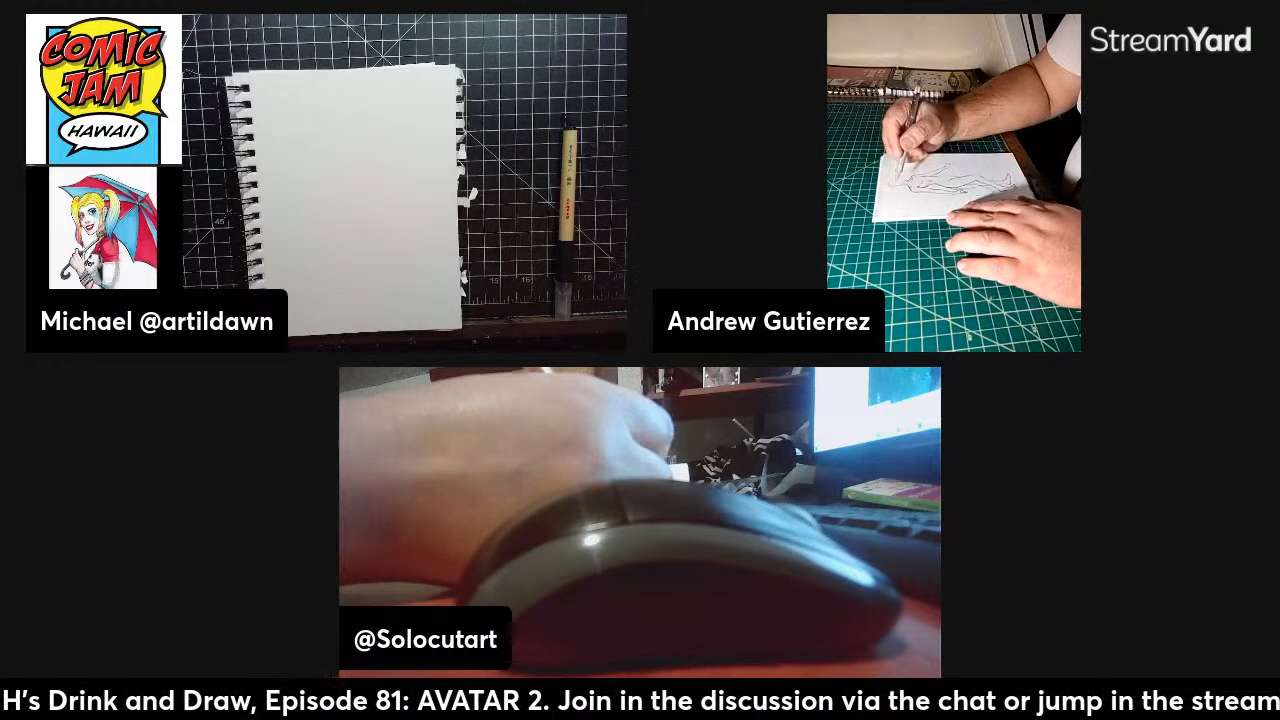 COMIC
JAM
HAWAII
StreamYard
Michael @artildawn
Andrew Gutierrez
@Solocutart
H's Drink and Draw, Episode 81: AVATAR 2. Join in the discussion via the chat or jump in the stream